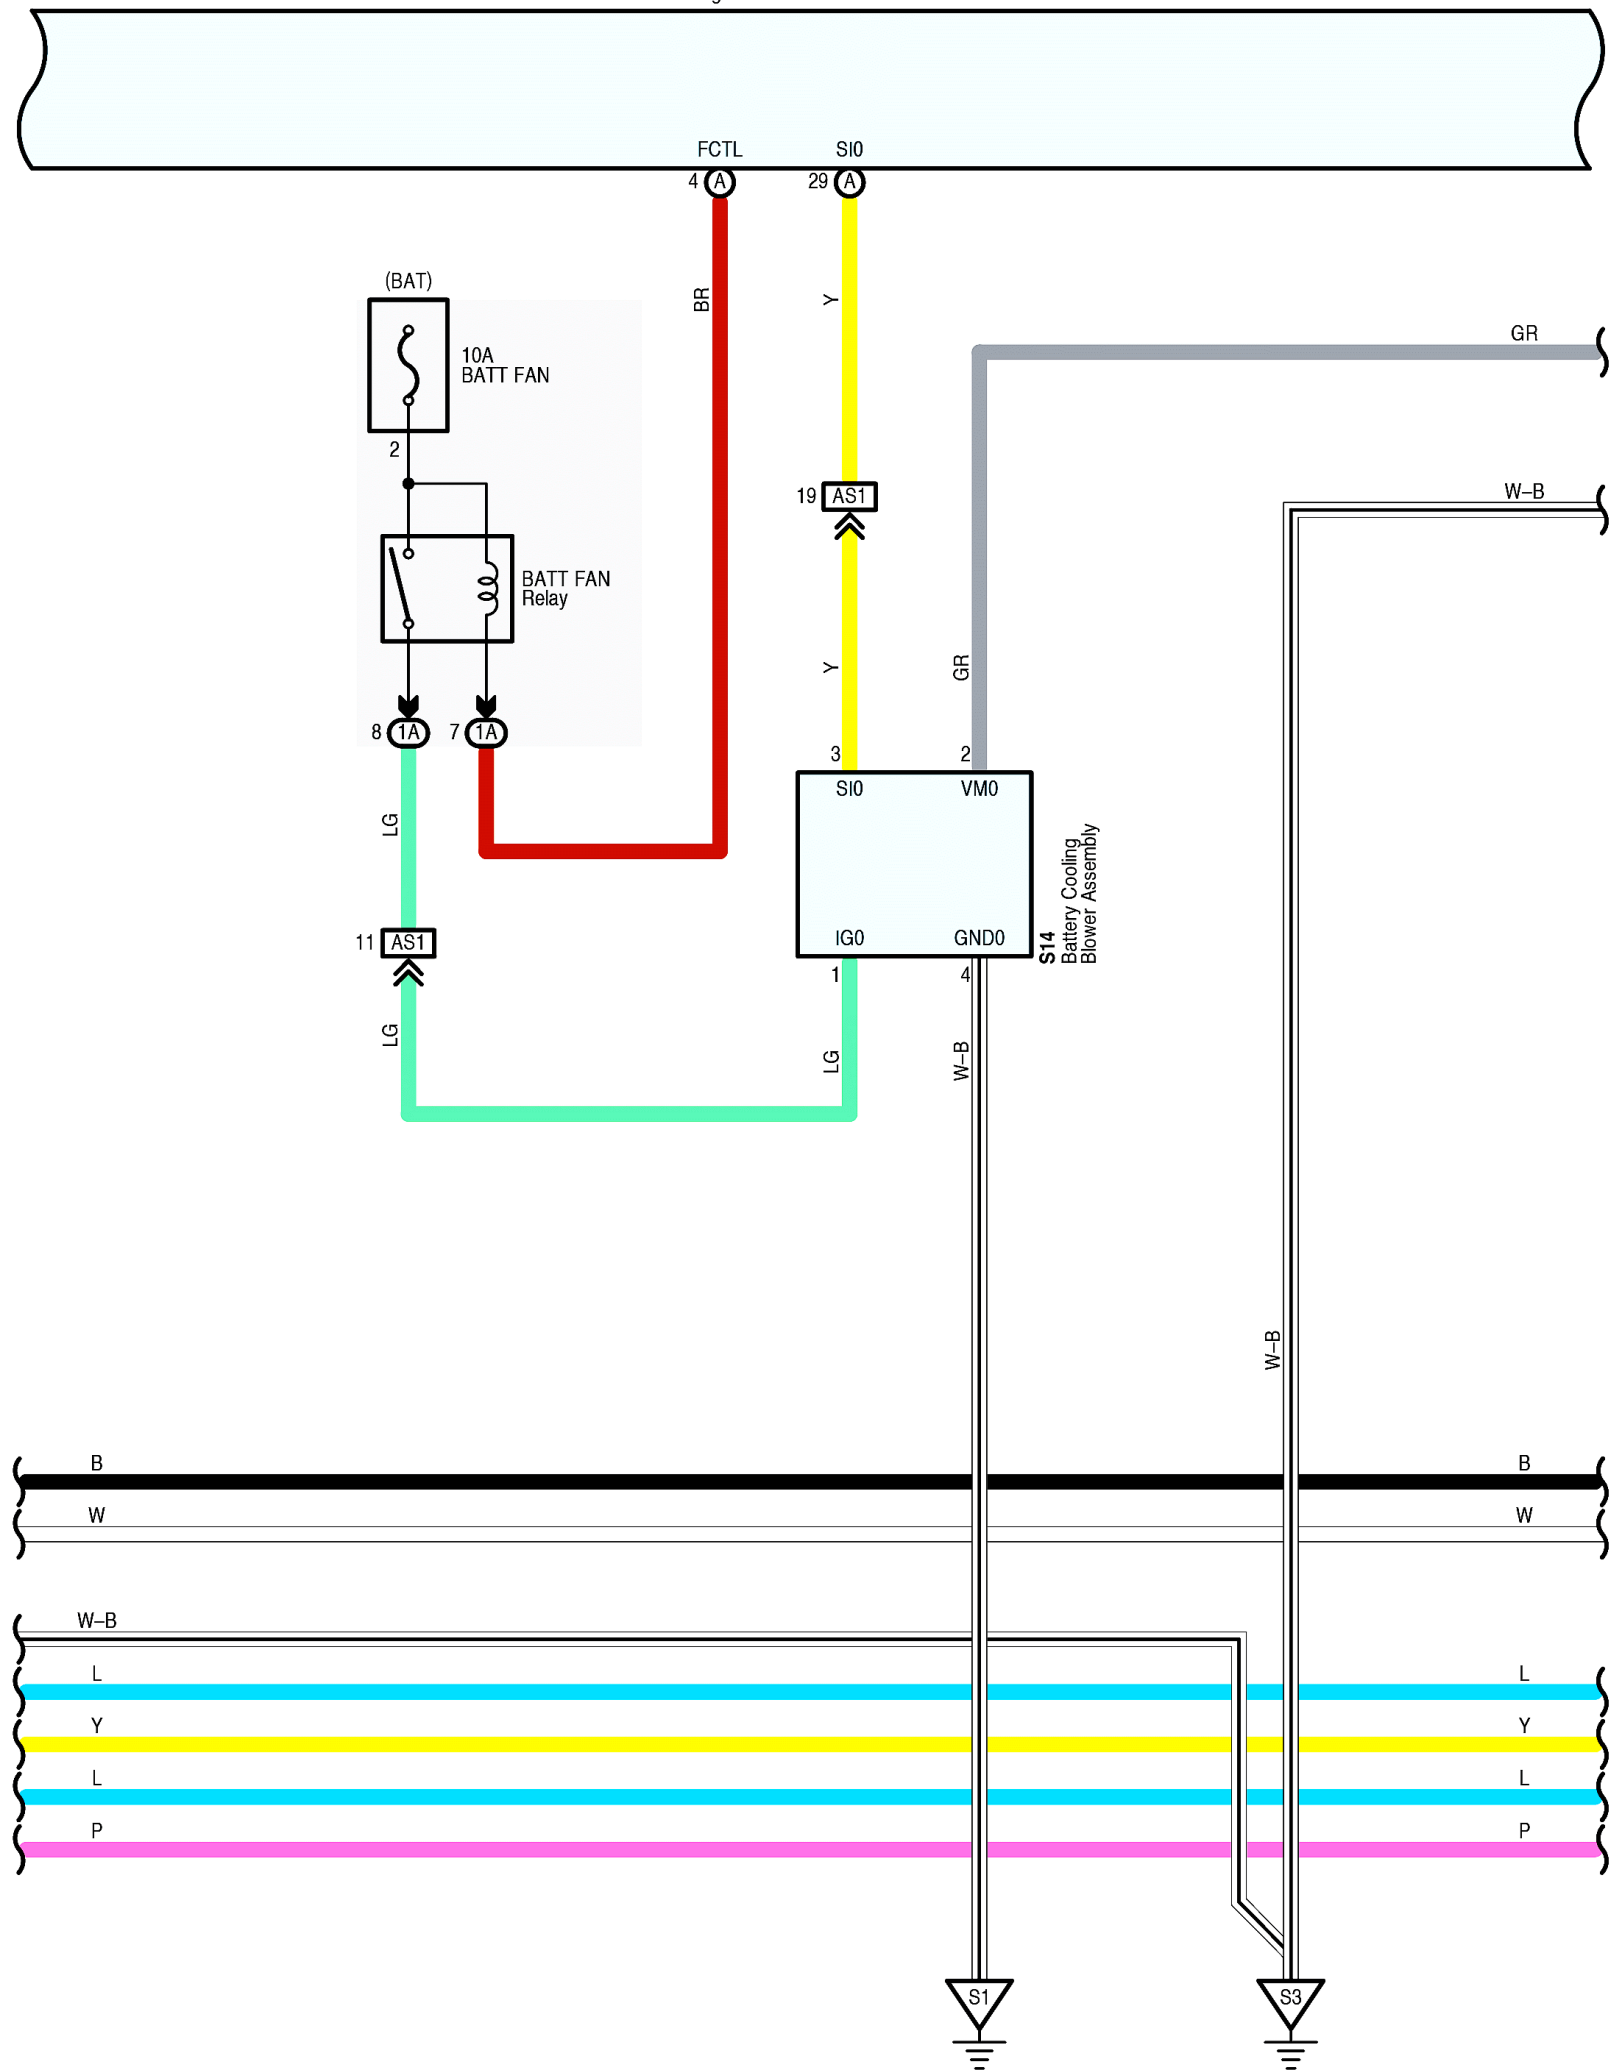 FCTL SI0
4 A 29 A
(BAT)
BR
Y
10A
BATT FAN
GR
2
19 AS1
W–B
BATT FAN
Relay
Y
GR
8 1A 7 1A
3 2
SI0 VM0
LG
S14
Battery Cooling
Blower Assembly
11 AS1
IG0 GND0
1 4
LG
LG
W–B
W–B
B B
W W
W–B
L L
Y Y
L L
P P
S1 S3